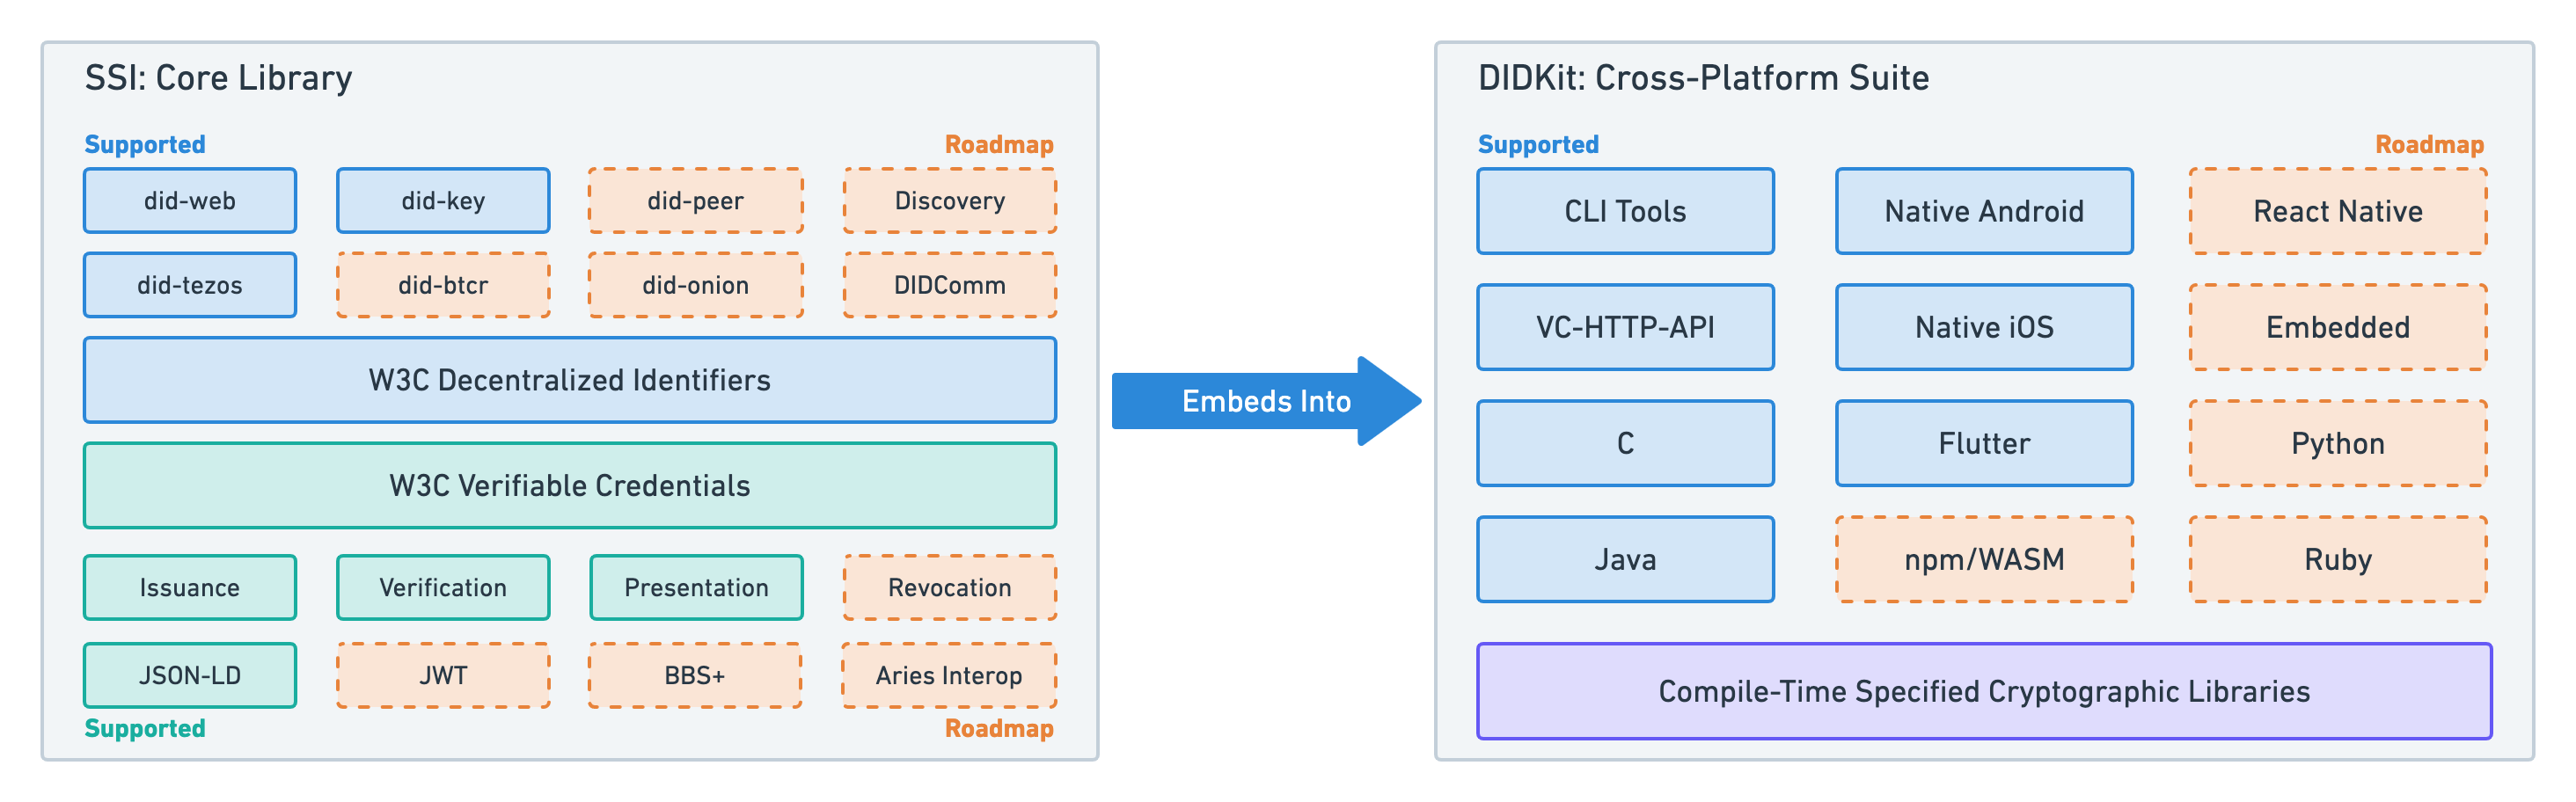 SSI: Core Library
Supported
Roadmap
did-web
did-key
did-peer
Discovery
did-tezos
did-btcr
did-onion
DIDComm
W3C Decentralized Identifiers
W3C Verifiable Credentials
Issuance
Verification
Presentation
Revocation
JSON-LD
JWT
BBS+
Aries Interop
Supported
Roadmap
Embeds Into
DIDKit: Cross-Platform Suite
Supported
Roadmap
CLI Tools
Native Android
React Native
VC-HTTP-API
Native iOS
Embedded
C
Flutter
Python
Java
npm/WASM
Ruby
Compile-Time Specified Cryptographic Libraries